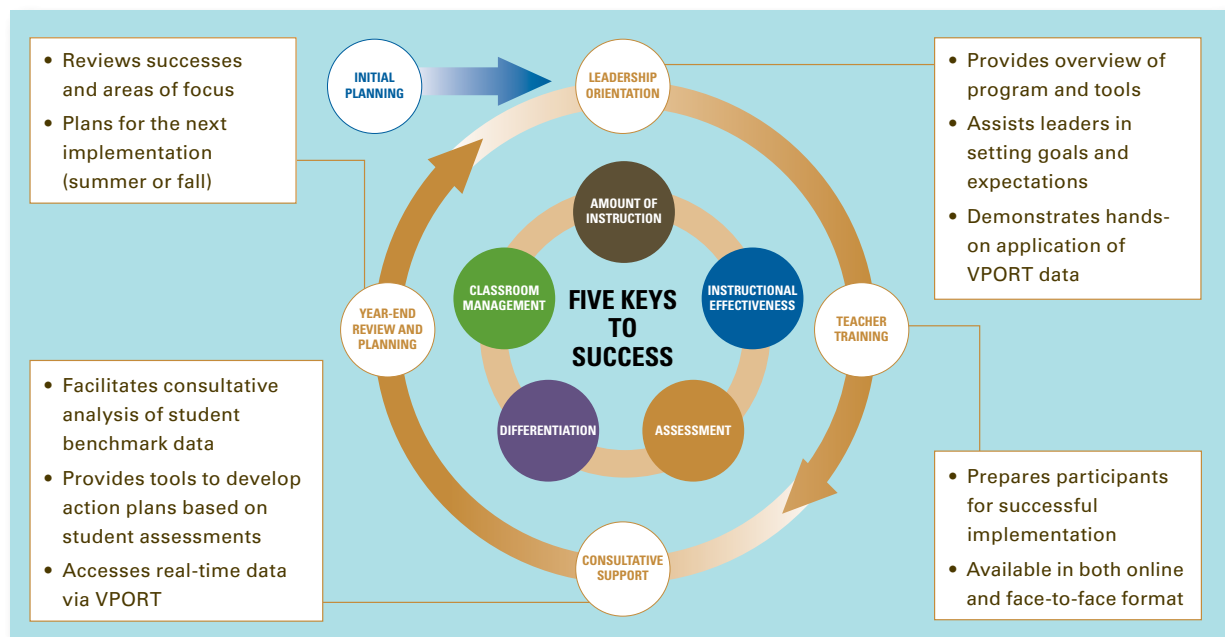 • Reviews successes
and areas of focus
• Plans for the next
implementation
(summer or fall)
INITIAL
PLANNING
LEADERSHIP
ORIENTATION
• Provides overview of
program and tools
• Assists leaders in
setting goals and
expectations
• Demonstrates hands-
on application of
VPORT data
AMOUNT OF
INSTRUCTION
CLASSROOM
MANAGEMENT
FIVE KEYS
TO
SUCCESS
INSTRUCTIONAL
EFFECTIVENESS
YEAR-END
REVIEW AND
PLANNING
TEACHER
TRAINING
DIFFERENTIATION
ASSESSMENT
• Facilitates consultative
analysis of student
benchmark data
• Provides tools to develop
action plans based on
student assessments
• Accesses real-time data
via VPORT
CONSULTATIVE
SUPPORT
• Prepares participants
for successful
implementation
• Available in both online
and face-to-face format